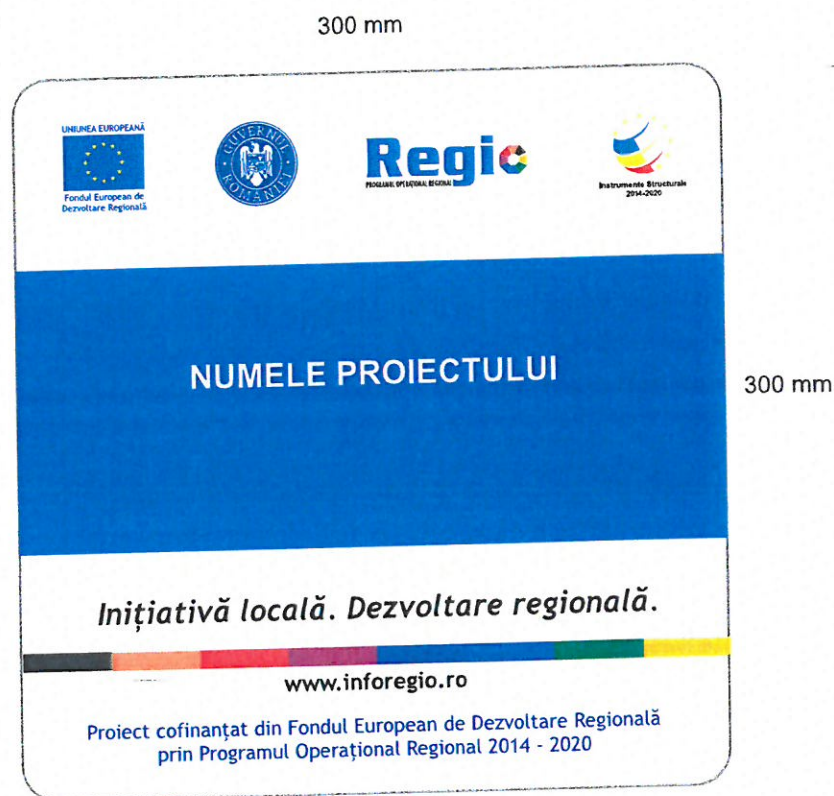 300 mm
UNIUNEA EUROPEANĂ
Fondul European de
Dezvoltare Regională
GUVERNUL
ROMÂNIEI
Regio
PROGRAMUL OPERAȚIONAL REGIONAL
Instrumente Structurale
2014-2020
NUMELE PROIECTULUI
300 mm
Inițiativă locală. Dezvoltare regională.
www.inforegio.ro
Proiect cofinanțat din Fondul European de Dezvoltare Regională
prin Programul Operațional Regional 2014 - 2020